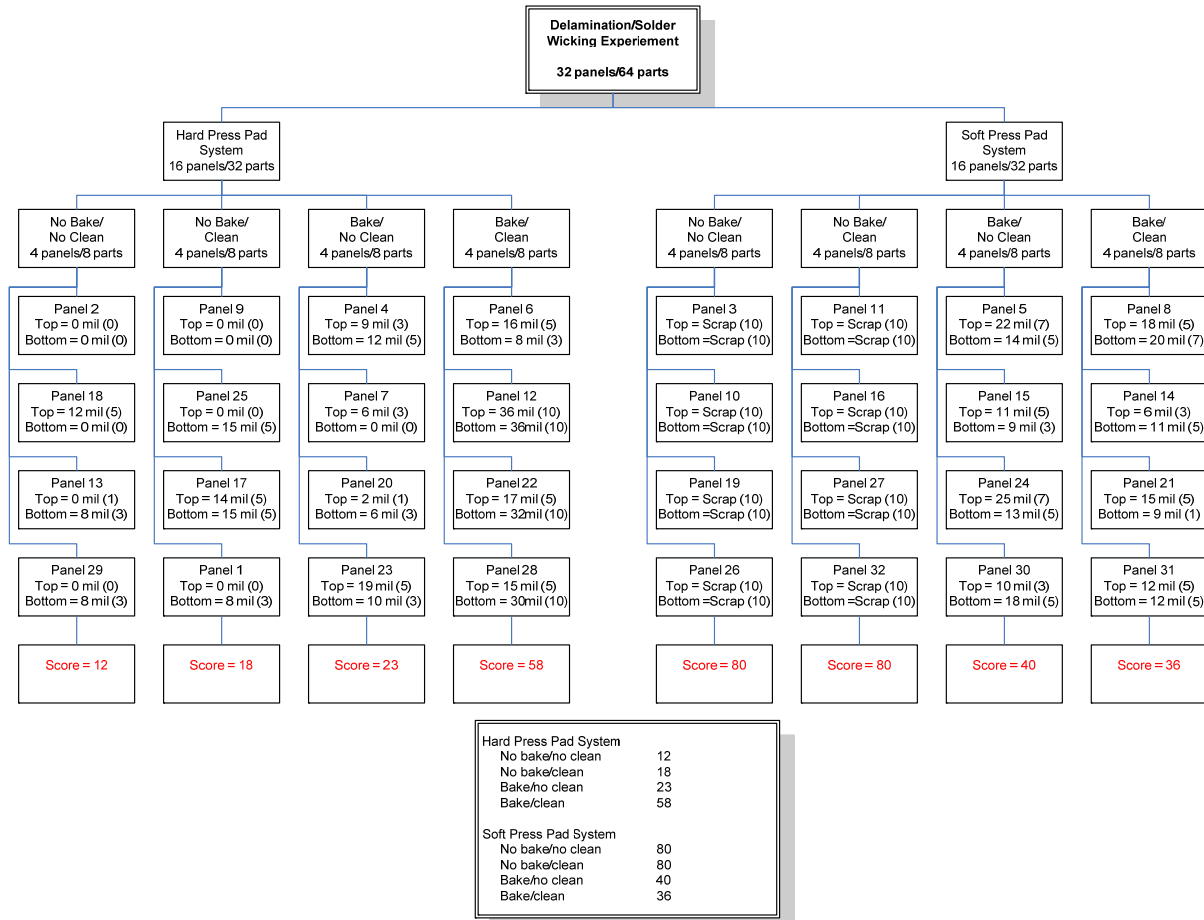 Delamination/Solder
Wicking Experiement
32 panels/64 parts
Hard Press Pad
System
16 panels/32 parts
Soft Press Pad
System
16 panels/32 parts
No Bake/
No Clean
4 panels/8 parts
No Bake/
Clean
4 panels/8 parts
Bake/
No Clean
4 panels/8 parts
Bake/
Clean
4 panels/8 parts
No Bake/
No Clean
4 panels/8 parts
No Bake/
Clean
4 panels/8 parts
Bake/
No Clean
4 panels/8 parts
Bake/
Clean
4 panels/8 parts
Panel 2
Top = 0 mil (0)
Bottom = 0 mil (0)
Panel 9
Top = 0 mil (0)
Bottom = 0 mil (0)
Panel 4
Top = 9 mil (3)
Bottom = 12 mil (5)
Panel 6
Top = 16 mil (5)
Bottom = 8 mil (3)
Panel 3
Top = Scrap (10)
Bottom =Scrap (10)
Panel 11
Top = Scrap (10)
Bottom =Scrap (10)
Panel 5
Top = 22 mil (7)
Bottom = 14 mil (5)
Panel 8
Top = 18 mil (5)
Bottom = 20 mil (7)
Panel 18
Top = 12 mil (5)
Bottom = 0 mil (0)
Panel 25
Top = 0 mil (0)
Bottom = 15 mil (5)
Panel 7
Top = 6 mil (3)
Bottom = 0 mil (0)
Panel 12
Top = 36 mil (10)
Bottom = 36mil (10)
Panel 10
Top = Scrap (10)
Bottom =Scrap (10)
Panel 16
Top = Scrap (10)
Bottom =Scrap (10)
Panel 15
Top = 11 mil (5)
Bottom = 9 mil (3)
Panel 14
Top = 6 mil (3)
Bottom = 11 mil (5)
Panel 13
Top = 0 mil (1)
Bottom = 8 mil (3)
Panel 17
Top = 14 mil (5)
Bottom = 15 mil (5)
Panel 20
Top = 2 mil (1)
Bottom = 6 mil (3)
Panel 22
Top = 17 mil (5)
Bottom = 32mil (10)
Panel 19
Top = Scrap (10)
Bottom =Scrap (10)
Panel 27
Top = Scrap (10)
Bottom =Scrap (10)
Panel 24
Top = 25 mil (7)
Bottom = 13 mil (5)
Panel 21
Top = 15 mil (5)
Bottom = 9 mil (1)
Panel 29
Top = 0 mil (0)
Bottom = 8 mil (3)
Panel 1
Top = 0 mil (0)
Bottom = 8 mil (3)
Panel 23
Top = 19 mil (5)
Bottom = 10 mil (3)
Panel 28
Top = 15 mil (5)
Bottom = 30mil (10)
Panel 26
Top = Scrap (10)
Bottom =Scrap (10)
Panel 32
Top = Scrap (10)
Bottom =Scrap (10)
Panel 30
Top = 10 mil (3)
Bottom = 18 mil (5)
Panel 31
Top = 12 mil (5)
Bottom = 12 mil (5)
Score = 12
Score = 18
Score = 23
Score = 58
Score = 80
Score = 80
Score = 40
Score = 36
Hard Press Pad System
No bake/no clean 12
No bake/clean 18
Bake/no clean 23
Bake/clean 58
Soft Press Pad System
No bake/no clean 80
No bake/clean 80
Bake/no clean 40
Bake/clean 36